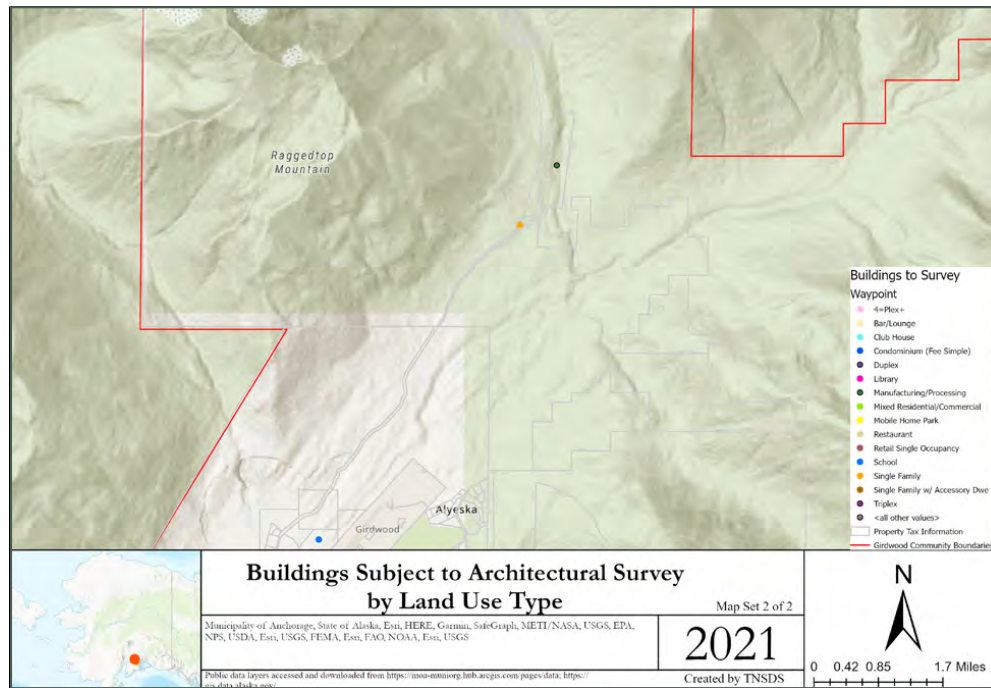 Raggedtop
Mountain
Buildings to Survey
Waypoint
4=Plex+
Bar/Lounge
Club House
Condominium (Fee Simple)
Duplex
Library
Manufacturing/Processing
Mixed Residential/Commercial
Mobile Home Park
Restaurant
Retail Single Occupancy
School
Single Family
Single Family w/ Accessory Dwe
Triplex
<all other values>
Property Tax Information
Girdwood Community Boundaries
Alyeska
Girdwood
Buildings Subject to Architectural Survey
by Land Use Type
Map Set 2 of 2
Municipality of Anchorage, State of Alaska, Esri, HERE, Garmin, SafeGraph, METI/NASA, USGS, EPA,
NPS, USDA, Esri, USGS, FEMA, Esri, FAO, NOAA, Esri, USGS
2021
Public data layers accessed and downloaded from https://moa-muniorg.hub.arcgis.com/pages/data; https://
gis.data.alaska.gov/
Created by TNSDS
N
0 0.42 0.85 1.7 Miles